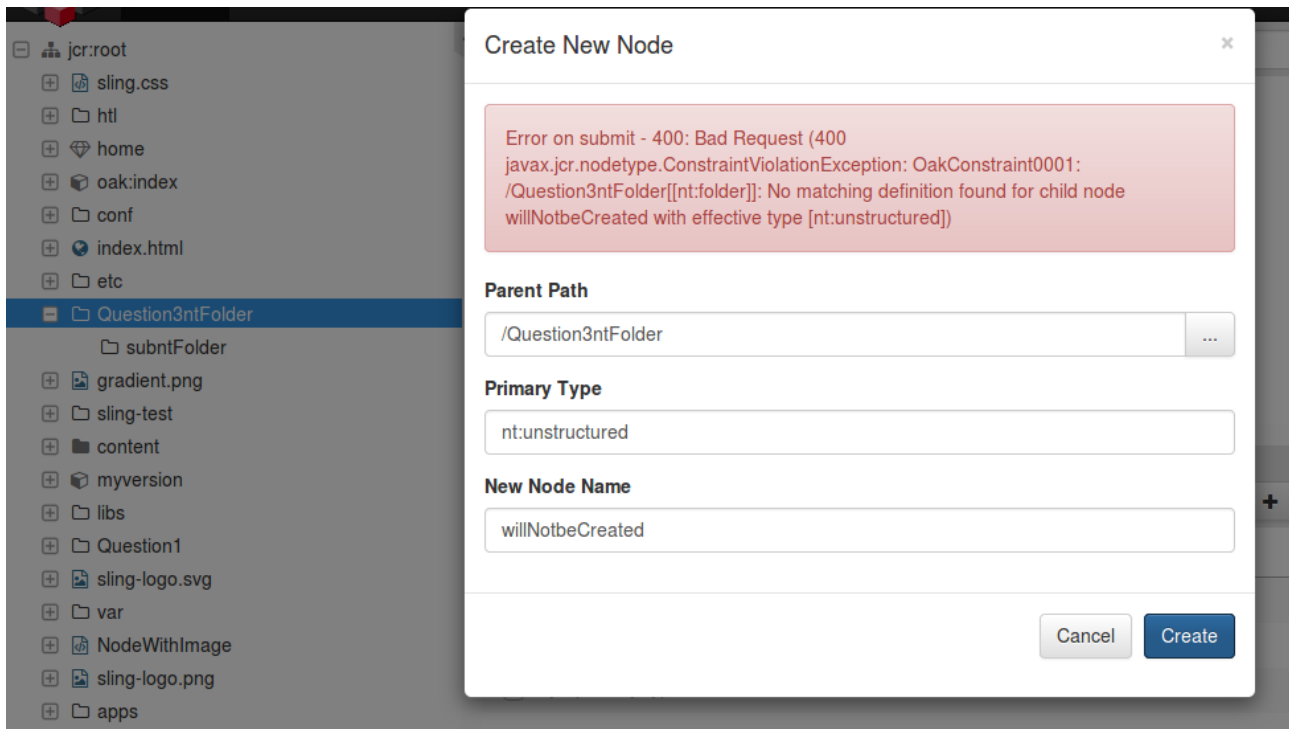 jcr:root
sling.css
htl
home
oak:index
conf
index.html
etc
Question3ntFolder
subntFolder
gradient.png
sling-test
content
myversion
libs
Question1
sling-logo.svg
var
NodeWithImage
sling-logo.png
apps
Create New Node
×
Error on submit - 400: Bad Request (400
javax.jcr.nodetype.ConstraintViolationException: OakConstraint0001:
/Question3ntFolder[[nt:folder]]: No matching definition found for child node
willNotbeCreated with effective type [nt:unstructured])
Parent Path
/Question3ntFolder
...
Primary Type
nt:unstructured
New Node Name
willNotbeCreated
Cancel
Create